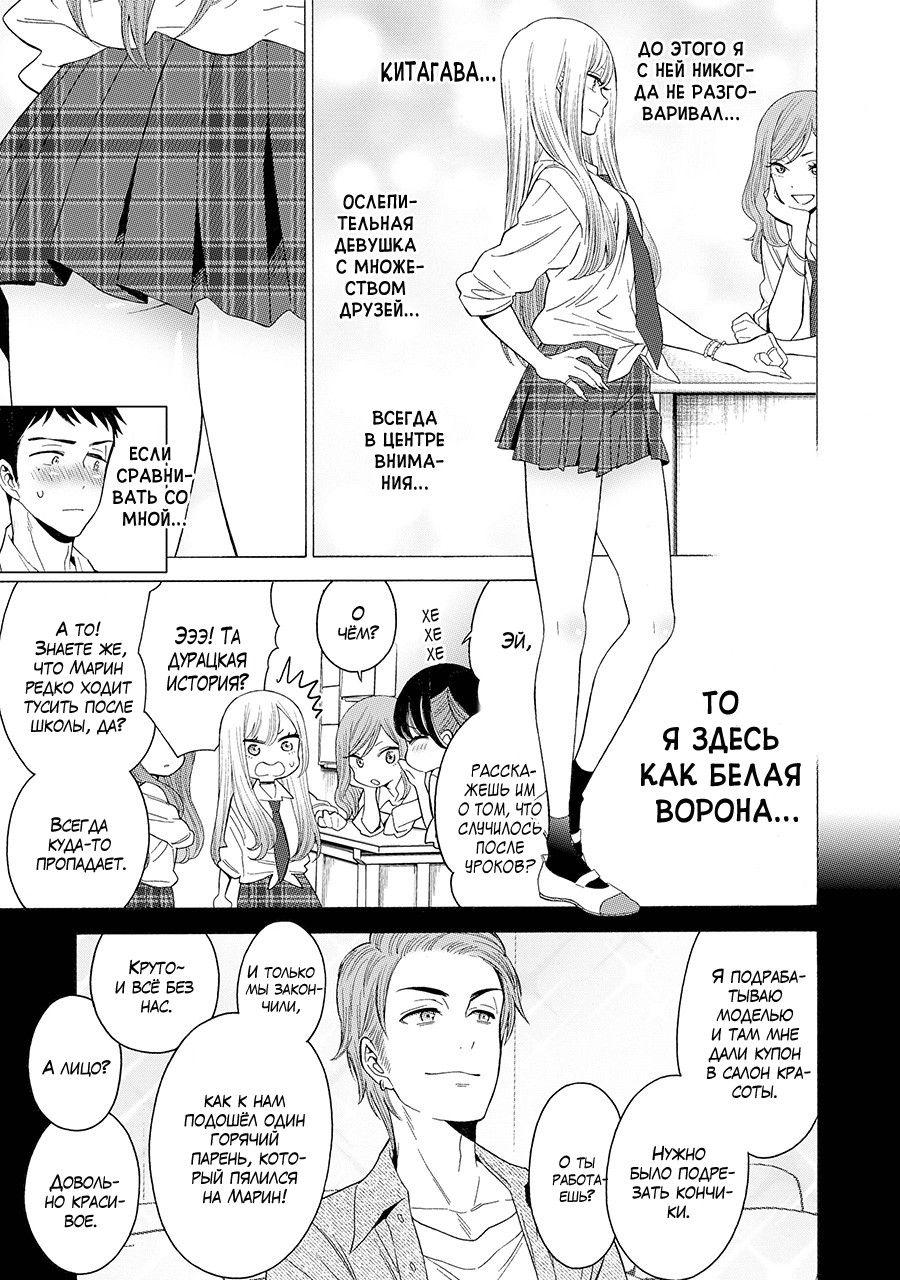 ДО ЭТОГО Я
С НЕЙ НИКОГ-
ДА НЕ РАЗГО-
ВАРИВАЛ...
КИТАГАВА...
ОСЛЕПИ-
ТЕЛЬНАЯ
ДЕВУШКА
С МНОЖЕ-
СТВОМ
ДРУЗЕЙ...
ВСЕГДА
В ЦЕНТРЕ
ВНИМА-
НИЯ...
ЕСЛИ
СРАВНИ-
ВАТЬ СО
МНОЙ...
ТО
Я ЗДЕСЬ
КАК БЕЛАЯ
ВОРОНА...
ЭЙ,
РАССКА-
ЖЕШЬ ИМ
О ТОМ, ЧТО
СЛУЧИЛОСЬ
ПОСЛЕ
УРОКОВ?
ХЕ
ХЕ
ХЕ
О
ЧЁМ?
ЭЭЭ! ТА
ДУРАЦКАЯ
ИСТОРИЯ?
А ТО!
ЗНАЕТЕ ЖЕ,
ЧТО МАРИН
РЕДКО ХОДИТ
ТУСИТЬ ПОСЛЕ
ШКОЛЫ, ДА?
ВСЕГДА
КУДА-ТО
ПРОПАДАЕТ.
Я ПОДРАБА-
ТЫВАЮ
МОДЕЛЬЮ
И ТАМ МНЕ
ДАЛИ КУПОН
В САЛОН КРА-
СОТЫ.
НУЖНО
БЫЛО ПОДРЕ-
ЗАТЬ КОНЧИ-
КИ.
О ТЫ
РАБОТА-
ЕШЬ?
И ТОЛЬКО
МЫ ЗАКОН-
ЧИЛИ,
КАК К НАМ
ПОДОШЁЛ ОДИН
ГОРЯЧИЙ
ПАРЕНЬ, КОТО-
РЫЙ ПЯЛИЛСЯ
НА МАРИН!
КРУТО~
И ВСЁ БЕЗ
НАС.
А ЛИЦО?
ДОВОЛЬ-
НО КРАСИ-
ВОЕ.